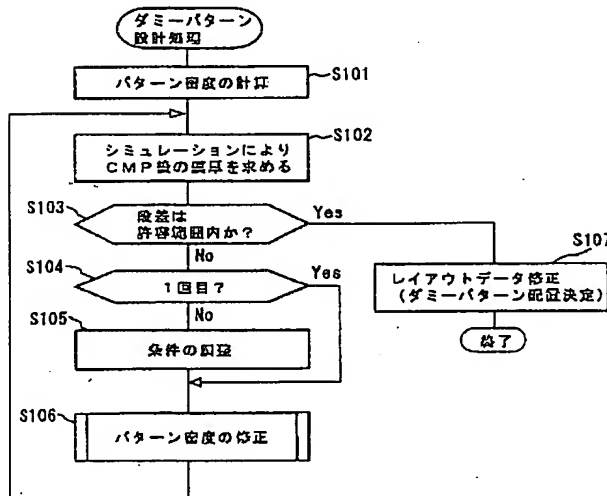 ダミーパターン
設計処理
パターン密度の計算
S101
S102
シミュレーションにより
CMP後の膜厚を求める
S103
段差は
許容範囲内か？
Yes
No
S107
レイアウトデータ修正
（ダミーパターン配置決定）
終了
S104
1回目？
Yes
No
S105
条件の調整
S106
パターン密度の修正